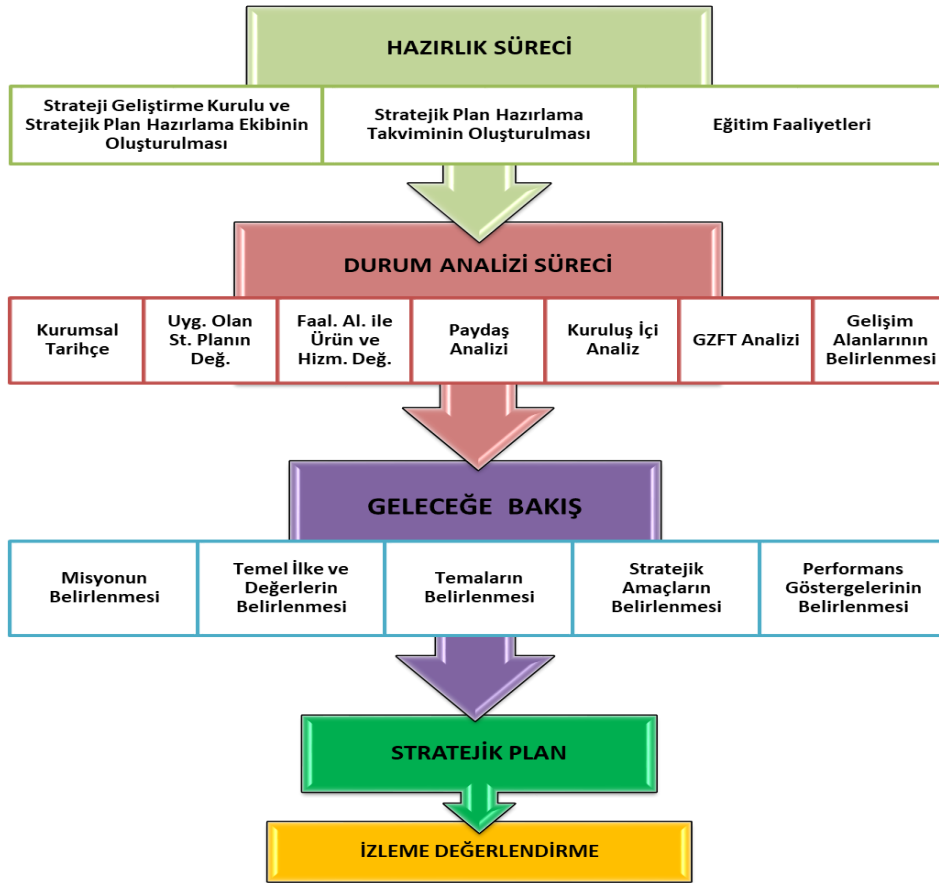 HAZIRLIK SÜRECİ
Strateji Geliştirme Kurulu ve
Stratejik Plan Hazırlama Ekibinin
Oluşturulması
Stratejik Plan Hazırlama
Takviminin Oluşturulması
Eğitim Faaliyetleri
DURUM ANALİZİ SÜRECİ
Kurumsal
Tarihçe
Uyg. Olan
St. Planın
Değ.
Faal. Al. ile
Ürün ve
Hizm. Değ.
Paydaş
Analizi
Kuruluş İçi
Analiz
GZFT Analizi
Gelişim
Alanlarının
Belirlenmesi
GELECEĞE BAKIŞ
Misyonun
Belirlenmesi
Temel İlke ve
Değerlerin
Belirlenmesi
Temaların
Belirlenmesi
Stratejik
Amaçların
Belirlenmesi
Performans
Göstergelerinin
Belirlenmesi
STRATEJİK PLAN
İZLEME DEĞERLENDİRME